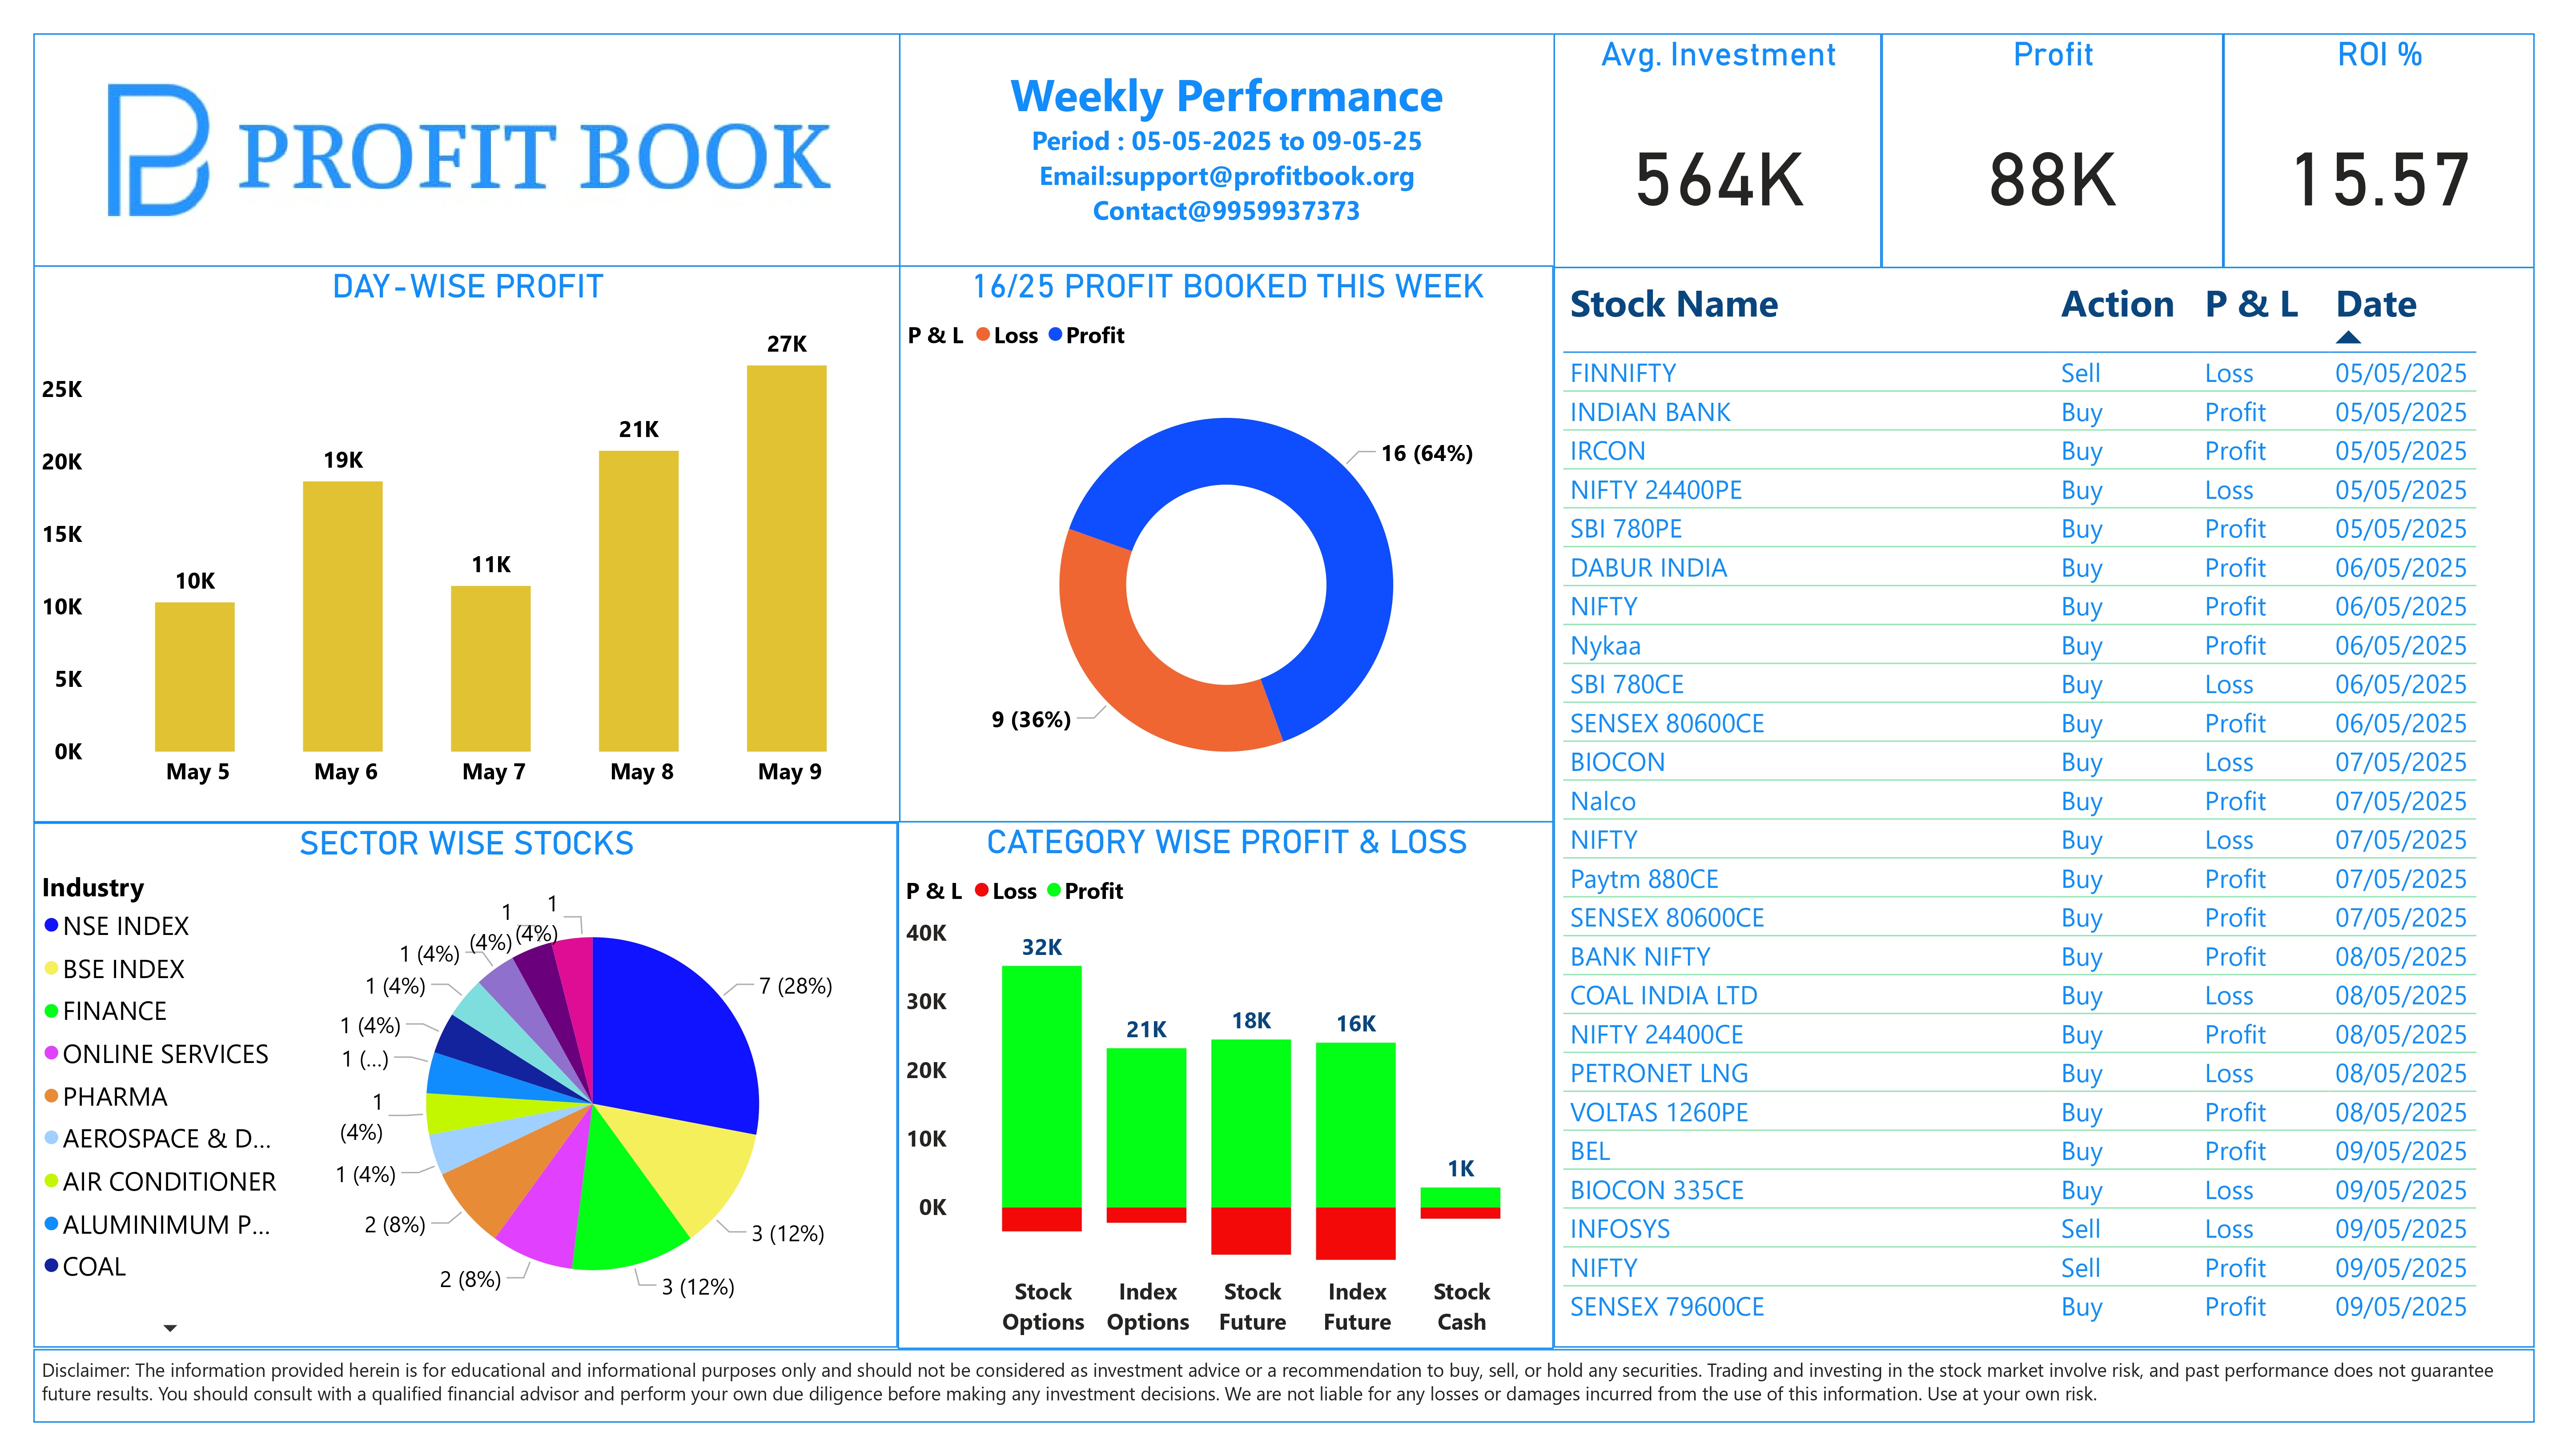 PROFIT BOOK
Weekly Performance
Period : 05-05-2025 to 09-05-25
Email:support@profitbook.org
Contact@9959937373
Avg. Investment
564K
Profit
88K
ROI %
15.57
DAY-WISE PROFIT
25K
20K
15K
10K
5K
0K
10K
19K
11K
21K
27K
May 5
May 6
May 7
May 8
May 9
16/25 PROFIT BOOKED THIS WEEK
P & L Loss Profit
16 (64%)
9 (36%)
SECTOR WISE STOCKS
Industry
NSE INDEX
BSE INDEX
FINANCE
ONLINE SERVICES
PHARMA
AEROSPACE & D...
AIR CONDITIONER
ALUMINIMUM P...
COAL
7 (28%)
3 (12%)
3 (12%)
2 (8%)
2 (8%)
1 (4%)
1
(4%)
1 (...)
1 (4%)
1 (4%)
1 (4%)
1
(4%)
1
(4%)
CATEGORY WISE PROFIT & LOSS
P & L Loss Profit
40K
30K
20K
10K
0K
32K
21K
18K
16K
1K
Stock
Options
Index
Options
Stock
Future
Index
Future
Stock
Cash
Stock Name Action P & L Date
FINNIFTY Sell Loss 05/05/2025
INDIAN BANK Buy Profit 05/05/2025
IRCON Buy Profit 05/05/2025
NIFTY 24400PE Buy Loss 05/05/2025
SBI 780PE Buy Profit 05/05/2025
DABUR INDIA Buy Profit 06/05/2025
NIFTY Buy Profit 06/05/2025
Nykaa Buy Profit 06/05/2025
SBI 780CE Buy Loss 06/05/2025
SENSEX 80600CE Buy Profit 06/05/2025
BIOCON Buy Loss 07/05/2025
Nalco Buy Profit 07/05/2025
NIFTY Buy Loss 07/05/2025
Paytm 880CE Buy Profit 07/05/2025
SENSEX 80600CE Buy Profit 07/05/2025
BANK NIFTY Buy Profit 08/05/2025
COAL INDIA LTD Buy Loss 08/05/2025
NIFTY 24400CE Buy Profit 08/05/2025
PETRONET LNG Buy Loss 08/05/2025
VOLTAS 1260PE Buy Profit 08/05/2025
BEL Buy Profit 09/05/2025
BIOCON 335CE Buy Loss 09/05/2025
INFOSYS Sell Loss 09/05/2025
NIFTY Sell Profit 09/05/2025
SENSEX 79600CE Buy Profit 09/05/2025
Disclaimer: The information provided herein is for educational and informational purposes only and should not be considered as investment advice or a recommendation to buy, sell, or hold any securities. Trading and investing in the stock market involve risk, and past performance does not guarantee
future results. You should consult with a qualified financial advisor and perform your own due diligence before making any investment decisions. We are not liable for any losses or damages incurred from the use of this information. Use at your own risk.